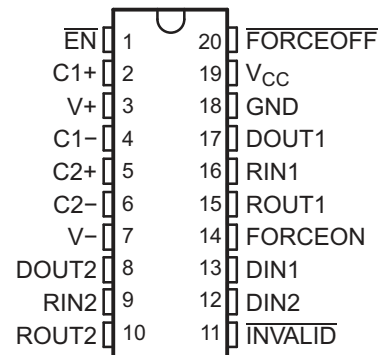 EN 1 20 FORCEOFF
C1+ 2 19 VCC
V+ 3 18 GND
C1− 4 17 DOUT1
C2+ 5 16 RIN1
C2− 6 15 ROUT1
V− 7 14 FORCEON
DOUT2 8 13 DIN1
RIN2 9 12 DIN2
ROUT2 10 11 INVALID